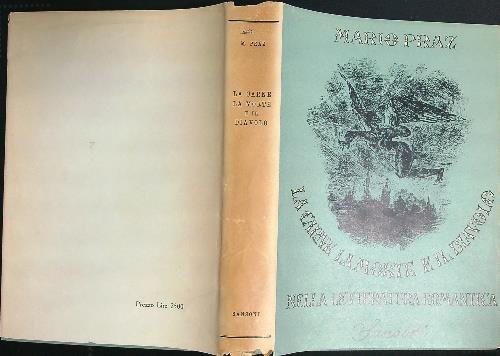 Prezzo Lire 2500
M. PRAZ
LA CARNE
LA MORTE
E IL
DIAVOLO
SANSONI
MARIO PRAZ
LA CARNE, LA MORTE E IL DIAVOLO
NELLA LETTERATURA ROMANTICA
Sansoni